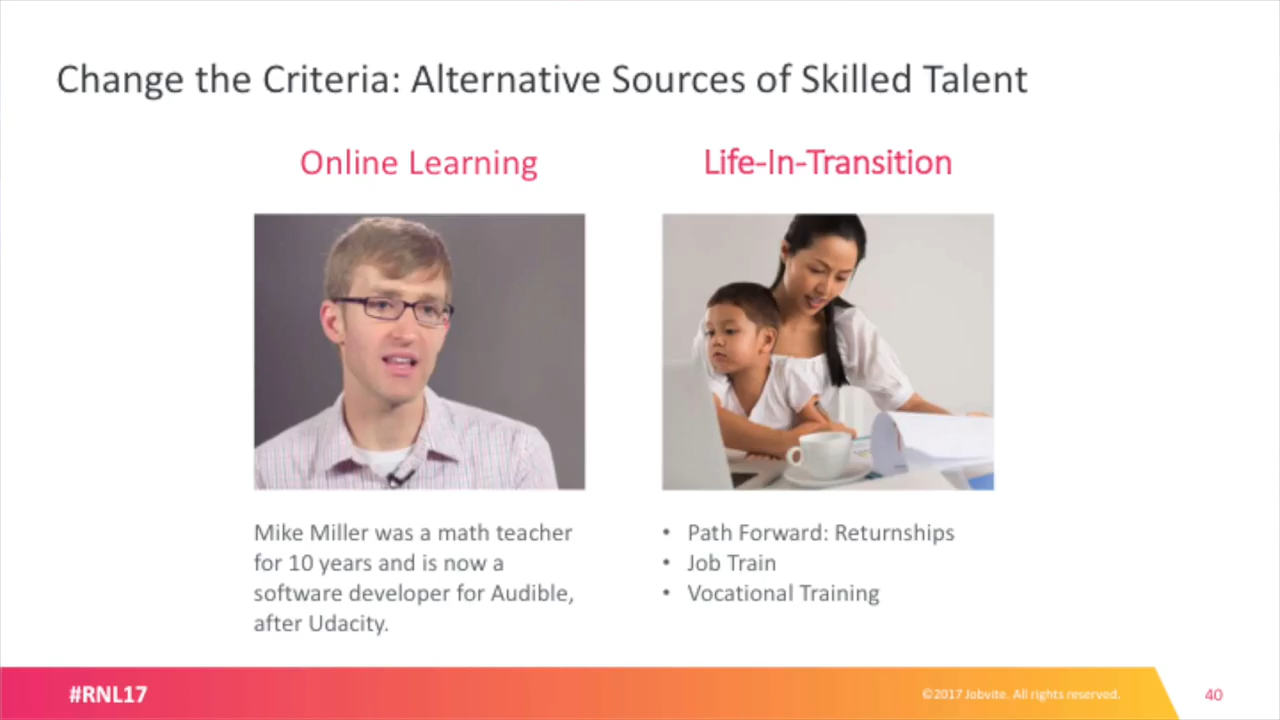 Change the Criteria: Alternative Sources of Skilled Talent
Online Learning
Mike Miller was a math teacher
for 10 years and is now a
software developer for Audible,
after Udacity.
Life-In-Transition
• Path Forward: Returnships
• Job Train
• Vocational Training
#RNL17
©2017 Jobvite. All rights reserved.
40